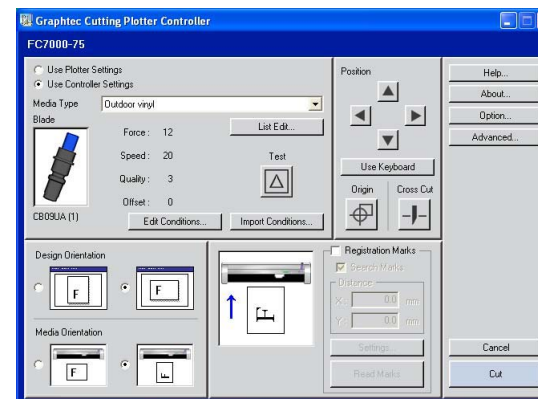 Graphtec Cutting Plotter Controller
FC7000-75
Use Plotter Settings
Use Controller Settings
Media Type
Outdoor vinyl
Blade
Force : 12
List Edit...
Speed : 20
Test
Quality : 3
Offset : 0
CB09UA (1)
Edit Conditions...
Import Conditions...
Position
Use Keyboard
Origin
Cross Cut
Help...
About...
Option...
Advanced...
Design Orientation
F
F
Media Orientation
F
F
F
Registration Marks
Search Marks
Distance
X : 0.0 mm
Y : 0.0 mm
Settings...
Read Marks
Cancel
Cut